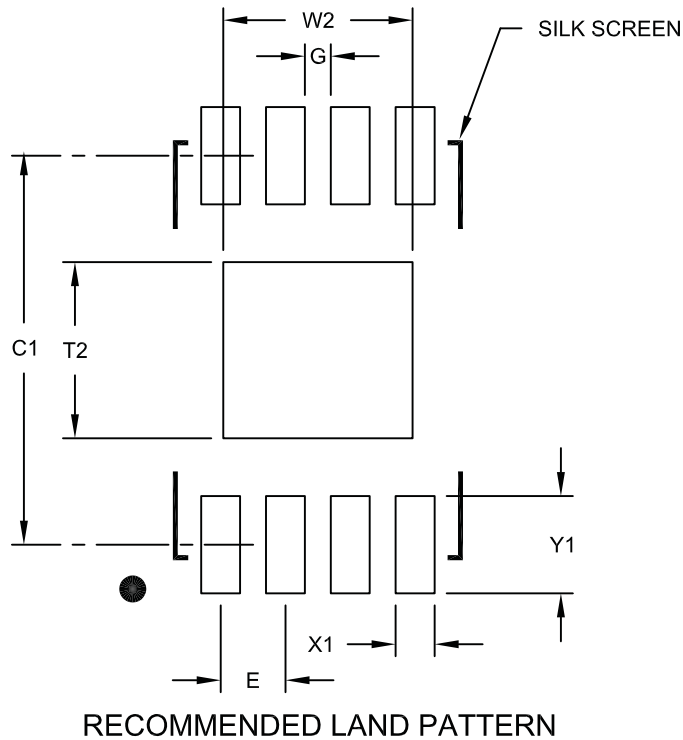 W2
SILK SCREEN
G
C1
T2
Y1
X1
E
RECOMMENDED LAND PATTERN